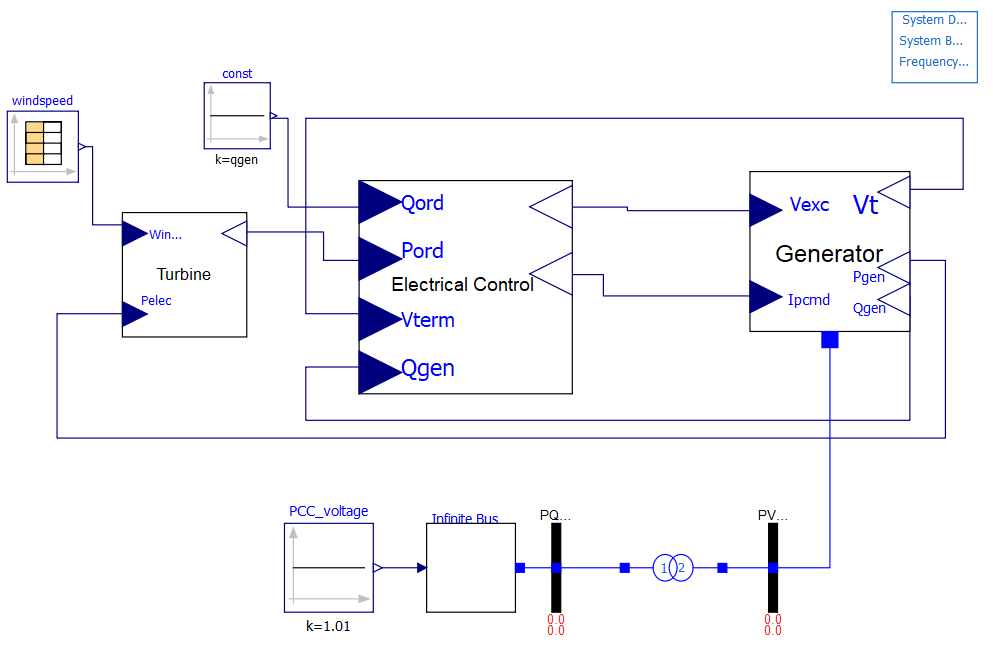 System D...
System B...
Frequency...
const
windspeed
k=qgen
Qord
Vexc
Vt
Win...
Pord
Generator
Turbine
Electrical Control
Pgen
Pelec
Ipcmd
Qgen
Vterm
Qgen
PCC_voltage
Infinite Bus
PQ...
PV...
1
2
k=1.01
0.0
0.0
0.0
0.0